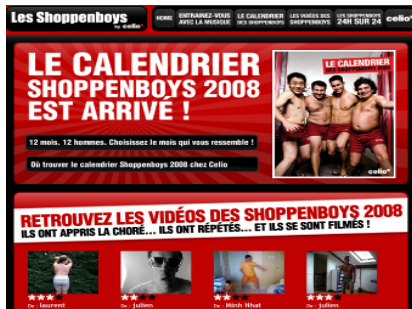 Les Shoppenboys by celio*
HOME
ENTRAINEZ-VOUS
AVEC LA MUSIQUE
LE CALENDRIER
DES SHOPPENBOYS
LES VIDÉOS DES
SHOPPENBOYS
LES SHOPPENBOYS
24H SUR 24
celio*
LE CALENDRIER
SHOPPENBOYS 2008
EST ARRIVÉ !
12 mois. 12 hommes. Choisissez le mois qui vous ressemble !
Où trouver le calendrier Shoppenboys 2008 chez Celio
LE CALENDRIER
DES SHOPPENBOYS 2008
celio*
RETROUVEZ LES VIDÉOS DES SHOPPENBOYS 2008
ILS ONT APPRIS LA CHORÉ... ILS ONT RÉPÉTÉS... ET ILS SE SONT FILMÉS !
De : laurent
De : julien
De : Minh Nhat
De : julien